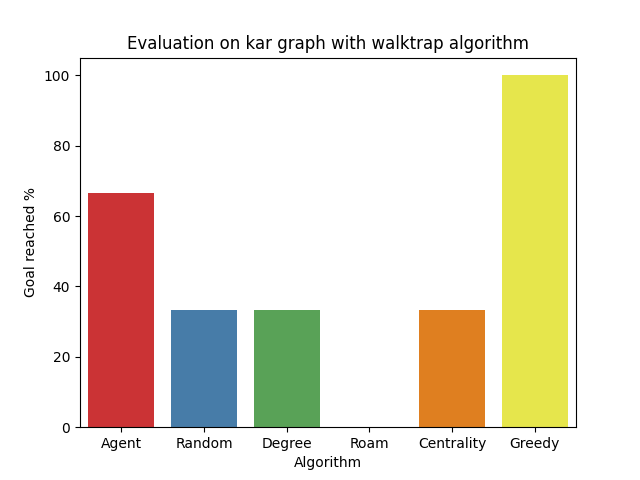 Evaluation on kar graph with walktrap algorithm
100
80
60
40
20
0
Goal reached %
Agent Random Degree Roam Centrality Greedy
Algorithm